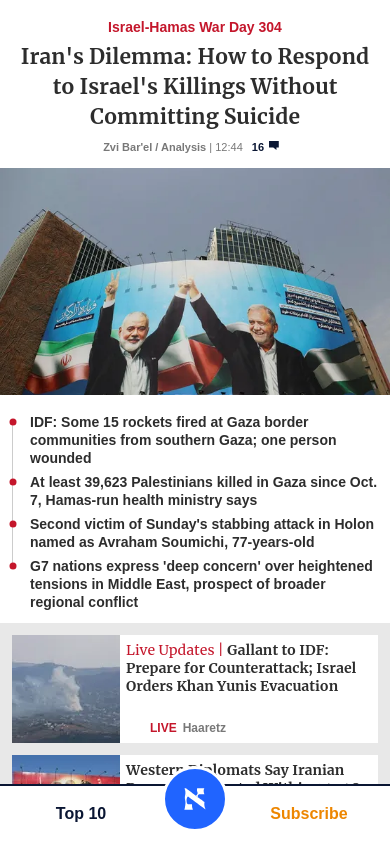 Israel-Hamas War Day 304
Iran's Dilemma: How to Respond
to Israel's Killings Without
Committing Suicide
Zvi Bar'el / Analysis | 12:44 16
IDF: Some 15 rockets fired at Gaza border
communities from southern Gaza; one person
wounded
At least 39,623 Palestinians killed in Gaza since Oct.
7, Hamas-run health ministry says
Second victim of Sunday's stabbing attack in Holon
named as Avraham Soumichi, 77-years-old
G7 nations express 'deep concern' over heightened
tensions in Middle East, prospect of broader
regional conflict
Live Updates | Gallant to IDF:
Prepare for Counterattack; Israel
Orders Khan Yunis Evacuation
LIVE Haaretz
Western Diplomats Say Iranian
Top 10
Subscribe